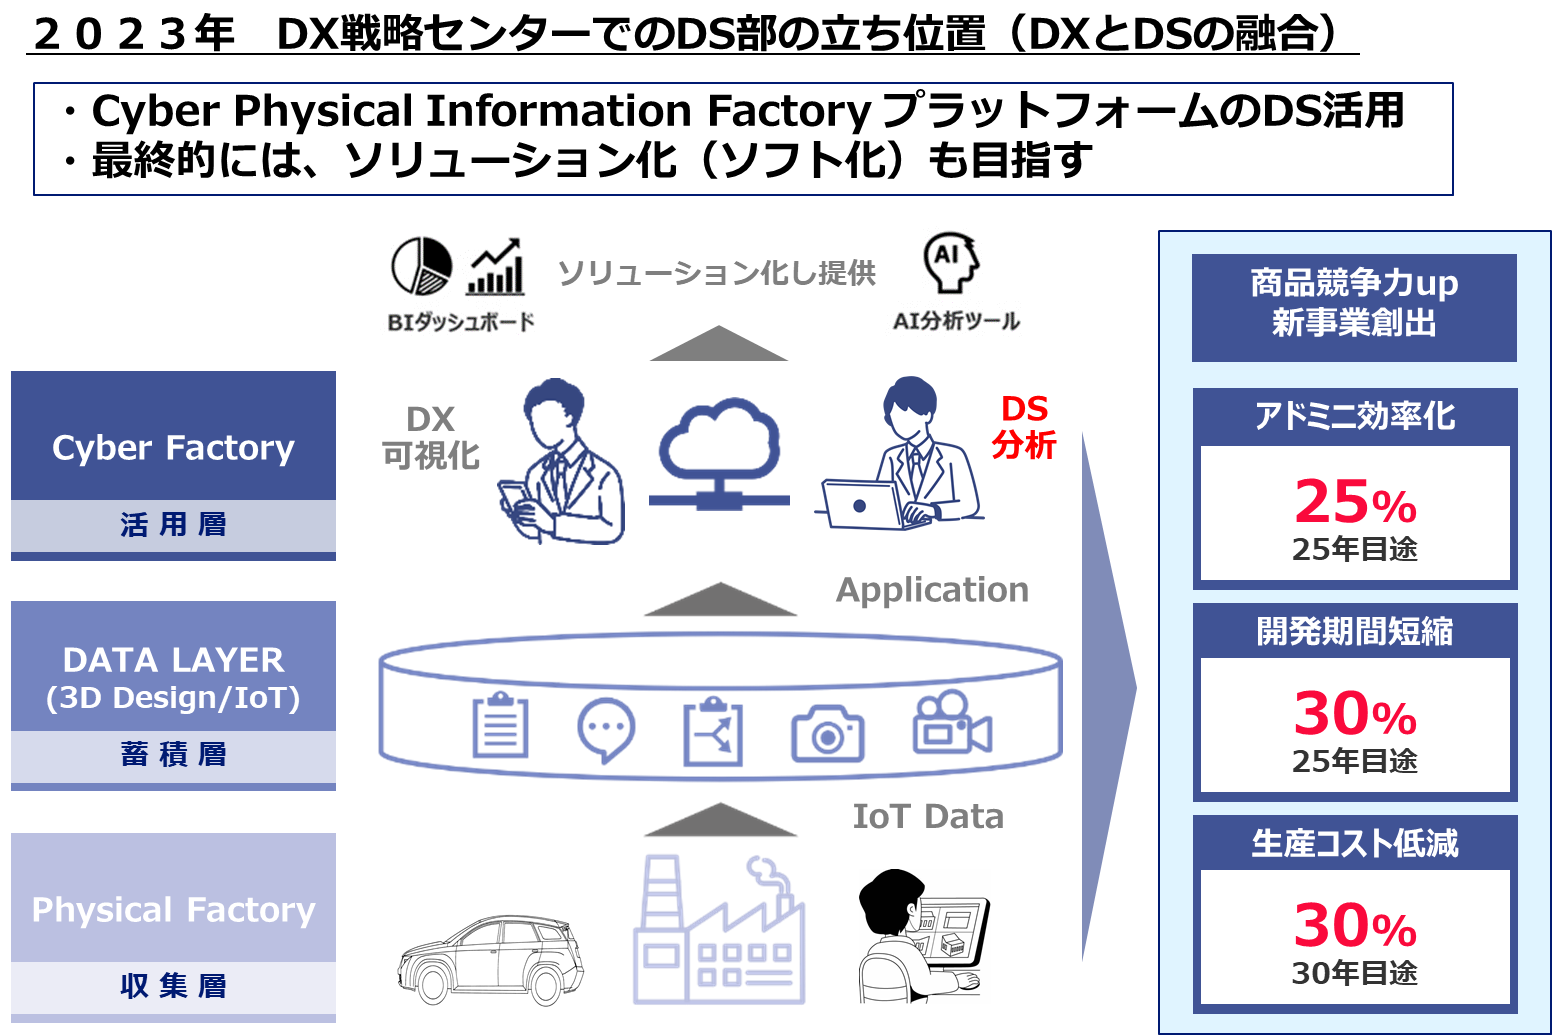 ２０２３年　DX戦略センターでのDS部の立ち位置（DXとDSの融合）
・Cyber Physical Information Factory プラットフォームのDS活用
・最終的には、ソリューション化（ソフト化）も目指す
BIダッシュボード
ソリューション化し提供
AI
AI分析ツール
Cyber Factory
活用層
DX
可視化
DS
分析
Application
DATA LAYER
(3D Design/IoT)
蓄積層
IoT Data
Physical Factory
収集層
商品競争力up
新事業創出
アドミニ効率化
25%
25年目途
開発期間短縮
30%
25年目途
生産コスト低減
30%
30年目途